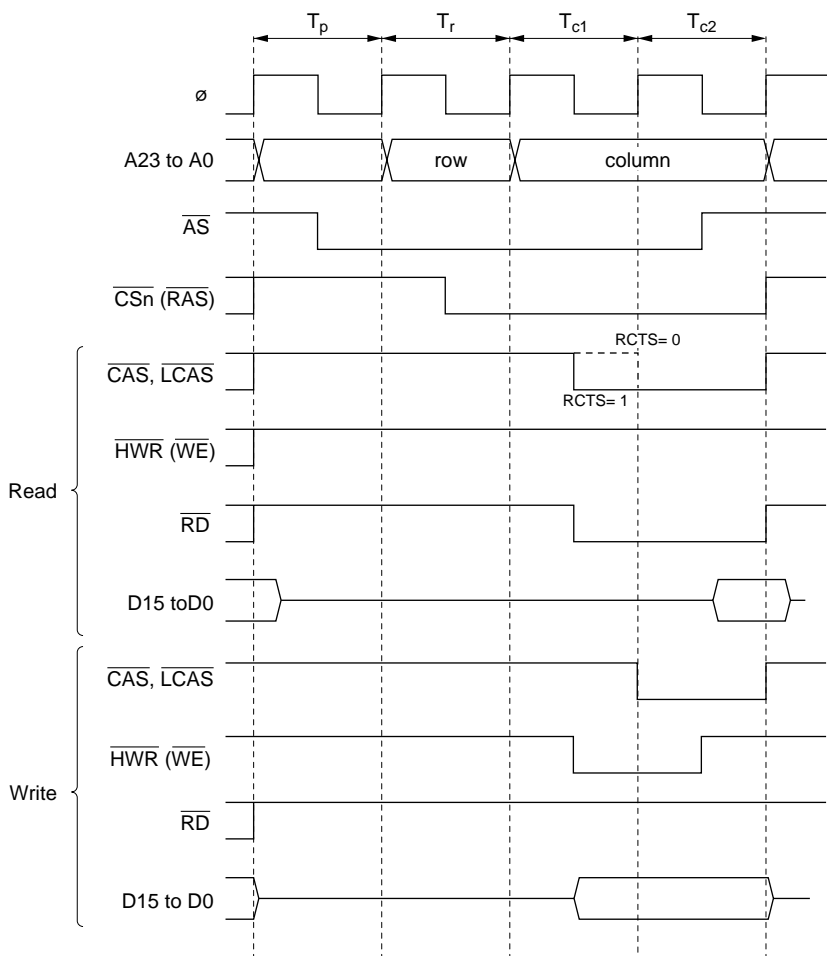 Tp Tr Tc1 Tc2
ø
A23 to A0 row column
AS
CSn (RAS)
RCTS= 0
CAS, LCAS
RCTS= 1
HWR (WE)
Read
RD
D15 toD0
CAS, LCAS
HWR (WE)
Write
RD
D15 to D0